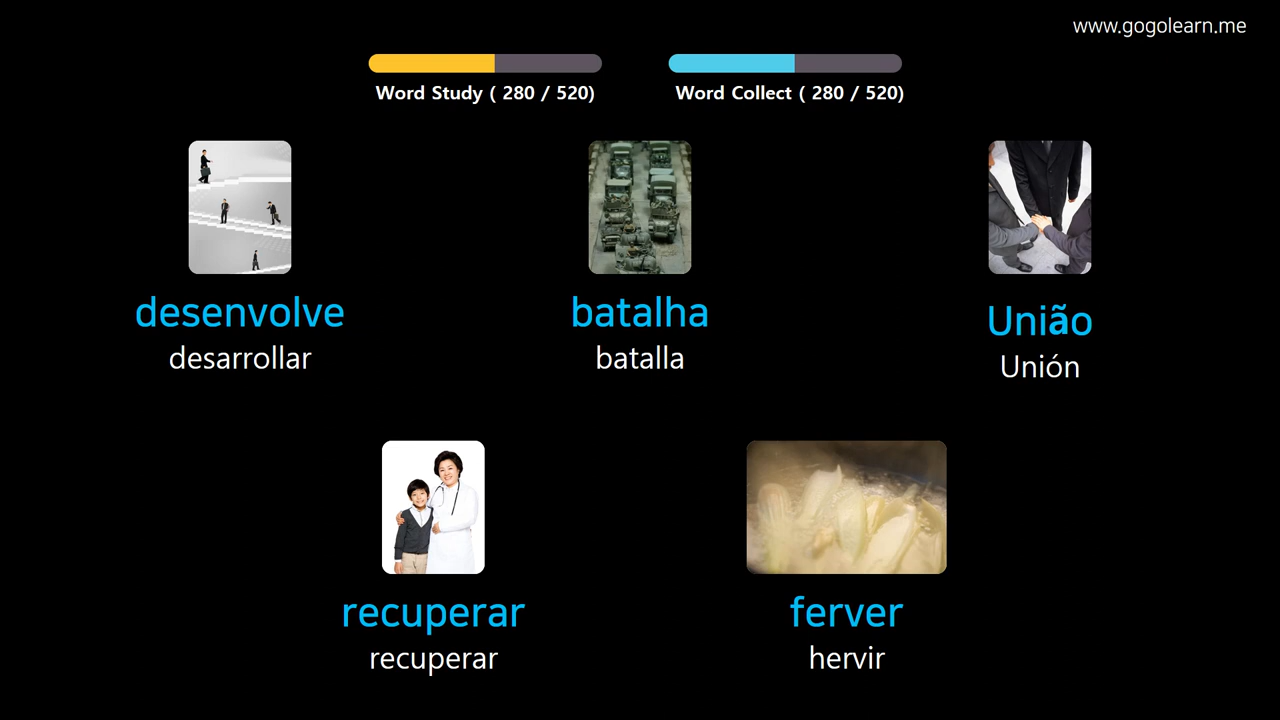 www.gogolearn.me
Word Study ( 280 / 520)
Word Collect ( 280 / 520)
desenvolve
desarrollar
batalha
batalla
União
Unión
recuperar
recuperar
ferver
hervir